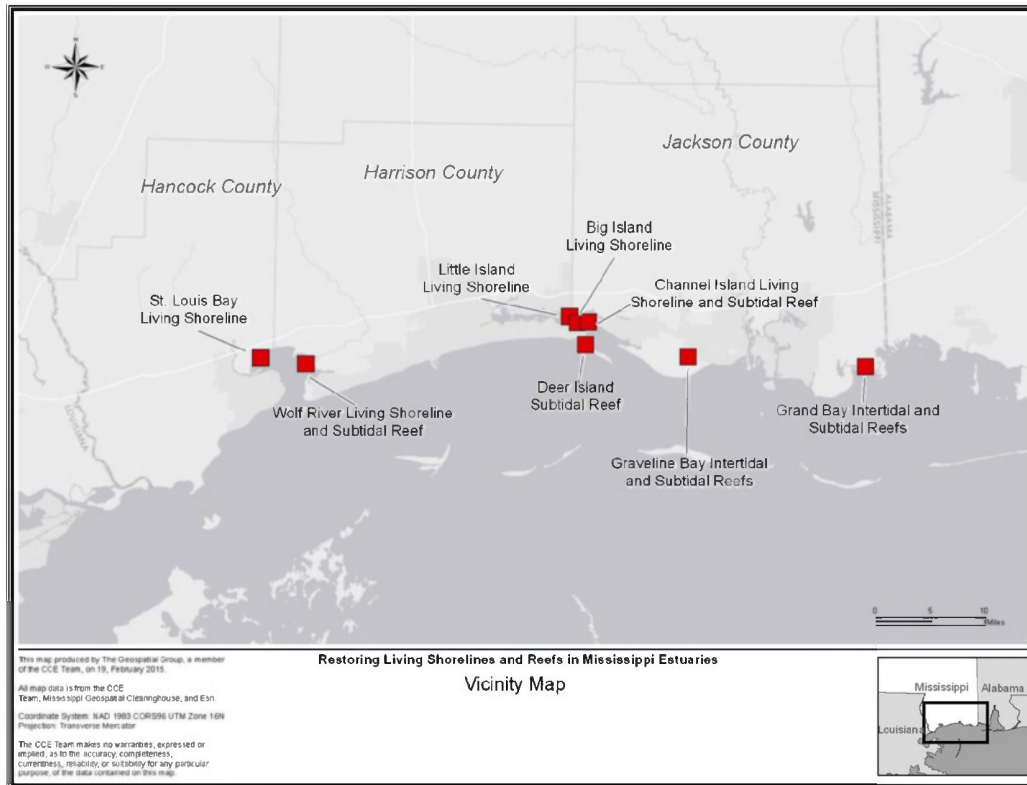 N
W
E
S
Jackson County
Harrison County
Hancock County
MISSISSIPPI
ALABAMA
Big Island
Living Shoreline
Little Island
Living Shoreline
Channel Island Living
Shoreline and Subtidal Reef
St. Louis Bay
Living Shoreline
Deer Island
Subtidal Reef
Wolf River Living Shoreline
and Subtidal Reef
Grand Bay Intertidal and
Subtidal Reefs
Graveline Bay Intertidal
and Subtidal Reefs
LOUISIANA
0 5 10
Miles
This map produced by The Geospatial Group, a member
of the CCE Team, on 19, February 2015.
All map data is from the CCE
Team, Mississippi Geospatial Clearinghouse, and Esri
Coordinate System: NAD 1983 CORS96 UTM Zone 16N
Projection: Transverse Mercator
The CCE Team makes no warranties, expressed or
implied, as to the accuracy, completeness,
currentness, reliability, or suitability for any particular
purpose, of the data contained on this map.
Restoring Living Shorelines and Reefs in Mississippi Estuaries
Vicinity Map
Mississippi
Alabama
Louisiana